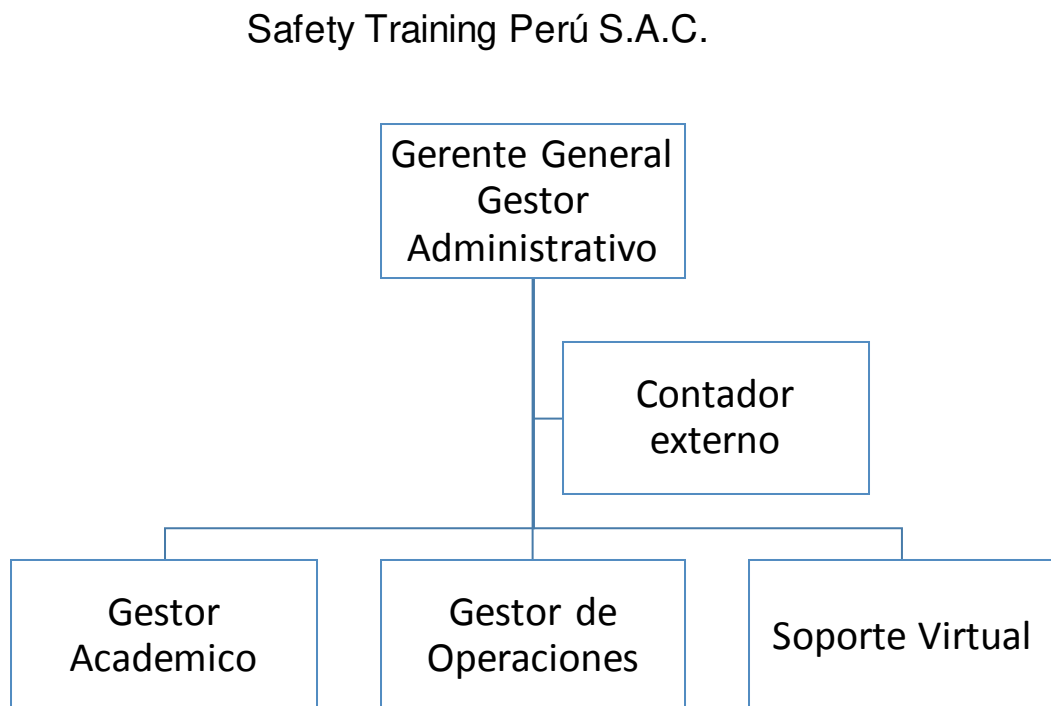 Safety Training Perú S.A.C.
Gerente General
Gestor
Administrativo
Contador
externo
Gestor
Academico
Gestor de
Operaciones
Soporte Virtual